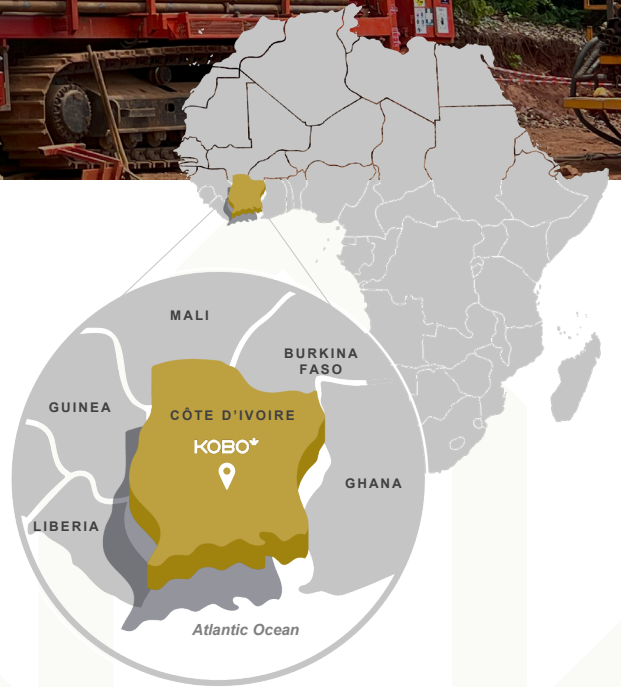 MALI
BURKINA
FASO
GUINEA
CÔTE D'IVOIRE
KOBO
GHANA
LIBERIA
Atlantic Ocean